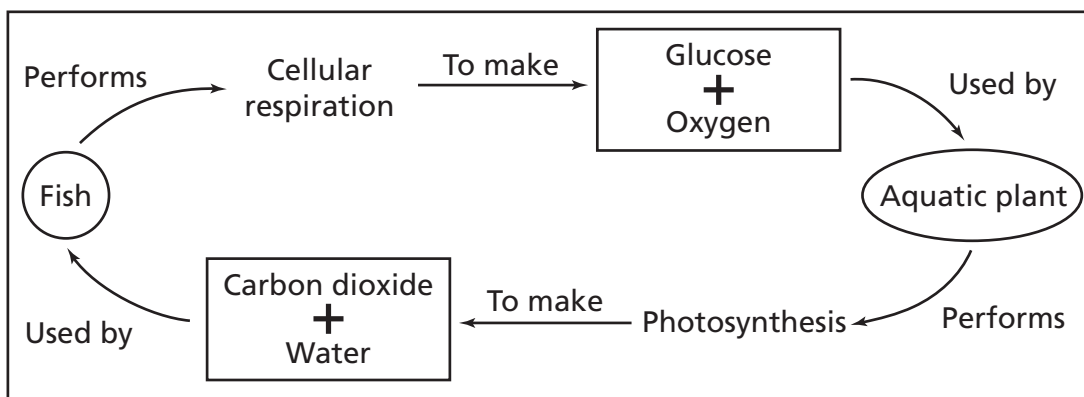 Performs
Cellular
respiration
To make
Glucose
+
Oxygen
Used by
Fish
Aquatic plant
Carbon dioxide
+
Water
To make
Photosynthesis
Performs
Used by